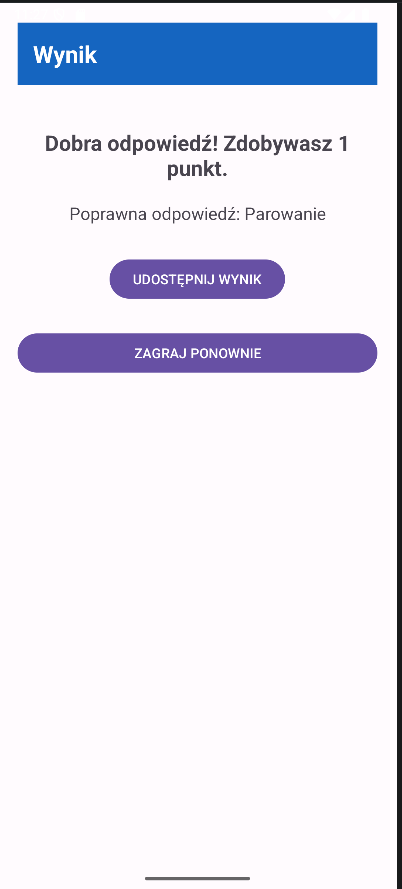 Wynik
Dobra odpowiedź! Zdobywasz 1
punkt.
Poprawna odpowiedź: Parowanie
UDOSTĘPNIJ WYNIK
ZAGRAJ PONOWNIE